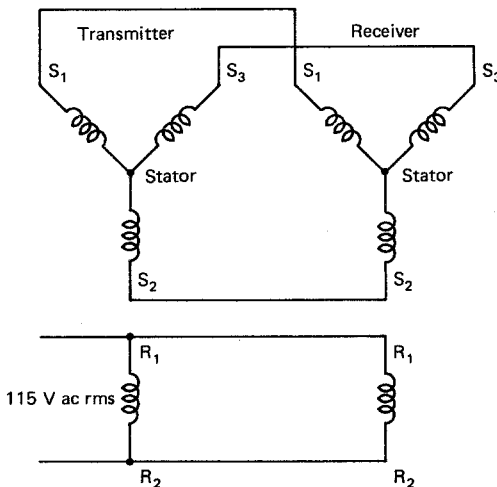 Transmitter
Receiver
S₁
S₃
S₁
S₃
Stator
Stator
S₂
S₂
R₁
R₁
115 V ac rms
R₂
R₂